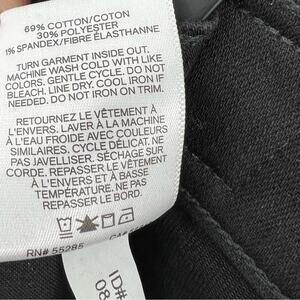 69% COTTON/COTON
30% POLYESTER
1% SPANDEX/FIBRE ÉLASTHANNE
TURN GARMENT INSIDE OUT.
MACHINE WASH COLD WITH LIKE
COLORS. GENTLE CYCLE. DO NOT
BLEACH. LINE DRY. COOL IRON IF
NEEDED. DO NOT IRON ON TRIM.
RETOURNEZ LE VÊTEMENT À
L'ENVERS. LAVER À LA MACHINE
À L'EAU FROIDE AVEC COULEURS
SIMILAIRES. CYCLE DÉLICAT. NE
PAS JAVELLISER. SÉCHAGE SUR
CORDE. REPASSER LE VÊTEMENT
À L'ENVERS EN BASSE
TEMPÉRATURE. NE PAS
REPASSER LE BORD.
RN# 55285
ID#
08